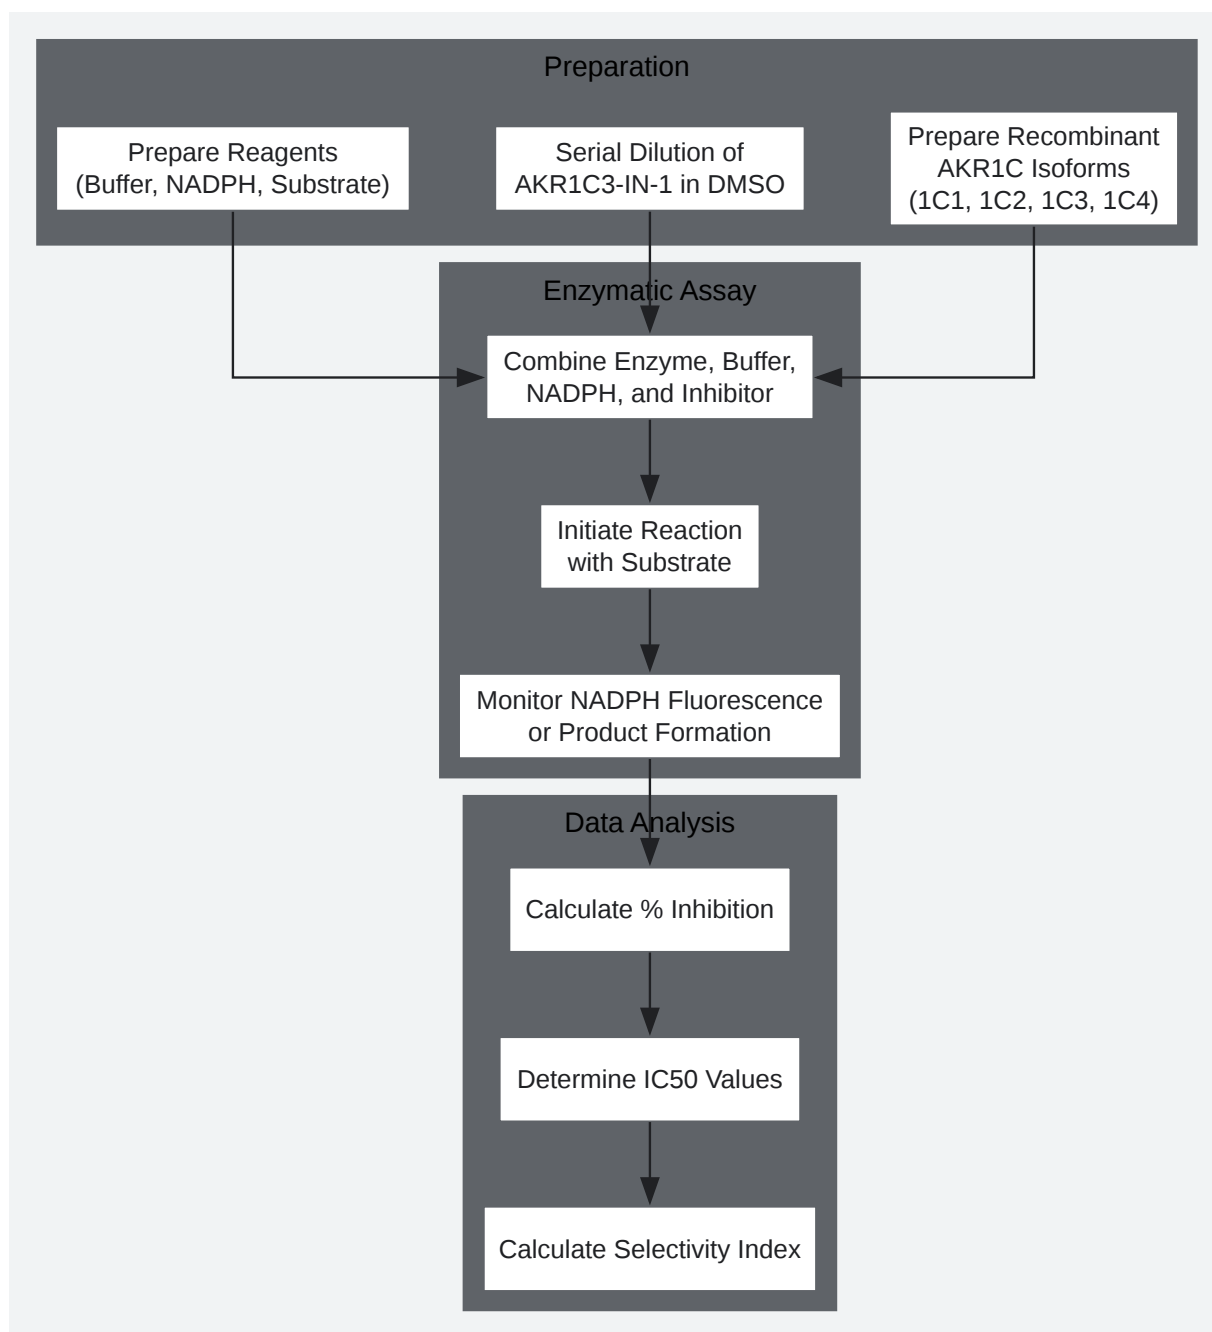 Preparation
Prepare Reagents
(Buffer, NADPH, Substrate)
Serial Dilution of
AKR1C3-IN-1 in DMSO
Prepare Recombinant
AKR1C Isoforms
(1C1, 1C2, 1C3, 1C4)
Enzymatic Assay
Combine Enzyme, Buffer,
NADPH, and Inhibitor
Initiate Reaction
with Substrate
Monitor NADPH Fluorescence
or Product Formation
Data Analysis
Calculate % Inhibition
Determine IC50 Values
Calculate Selectivity Index